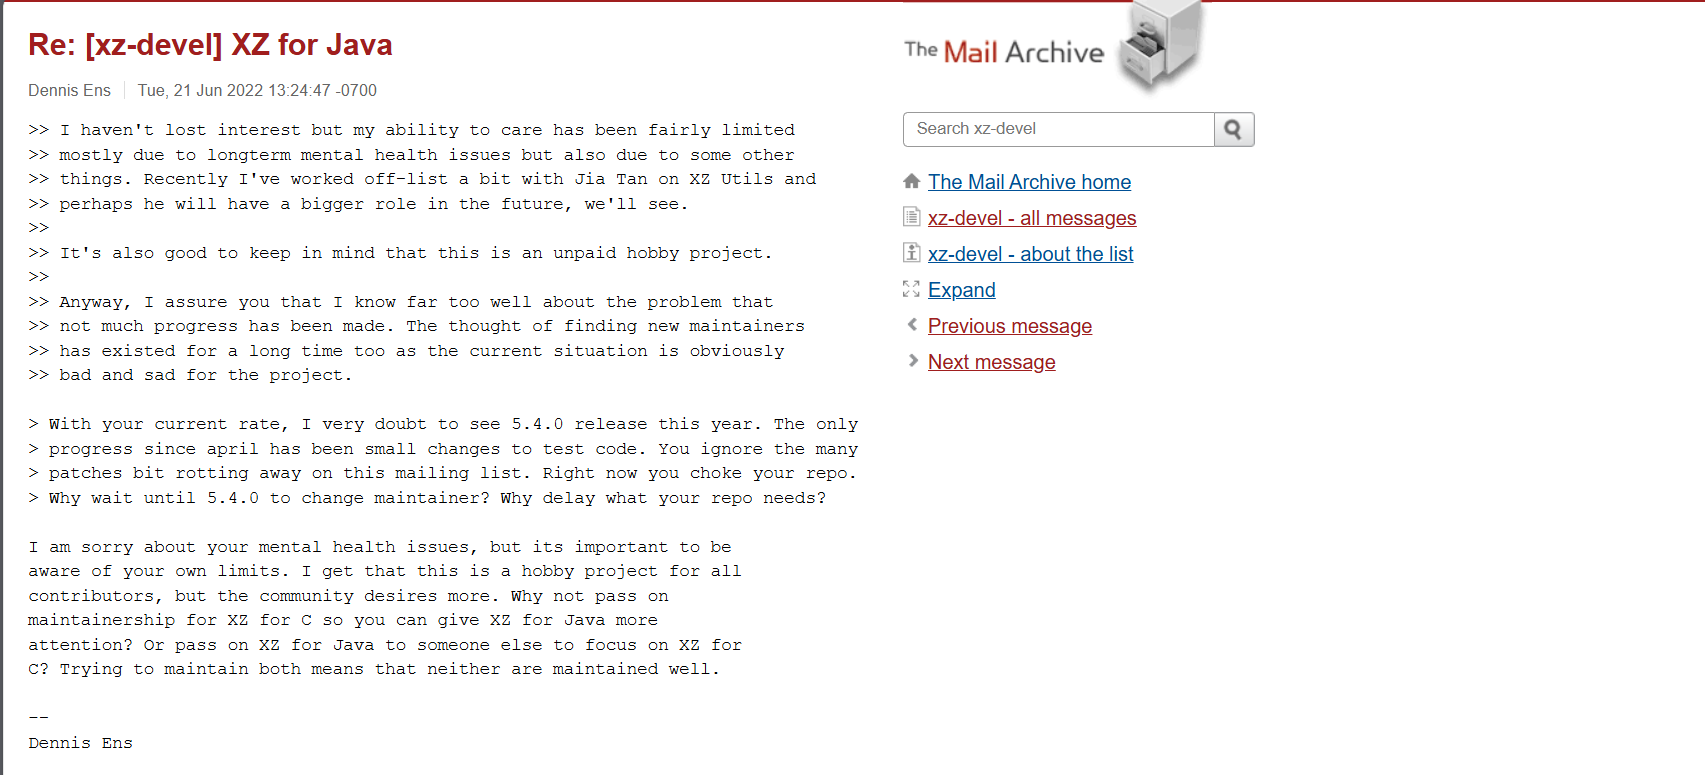 Re: [xz-devel] XZ for Java
Dennis Ens Tue, 21 Jun 2022 13:24:47 -0700
>> I haven't lost interest but my ability to care has been fairly limited
>> mostly due to longterm mental health issues but also due to some other
>> things. Recently I've worked off-list a bit with Jia Tan on XZ Utils and
>> perhaps he will have a bigger role in the future, we'll see.
>>
>> It's also good to keep in mind that this is an unpaid hobby project.
>>
>> Anyway, I assure you that I know far too well about the problem that
>> not much progress has been made. The thought of finding new maintainers
>> has existed for a long time too as the current situation is obviously
>> bad and sad for the project.
> With your current rate, I very doubt to see 5.4.0 release this year. The only
> progress since april has been small changes to test code. You ignore the many
> patches bit rotting away on this mailing list. Right now you choke your repo.
> Why wait until 5.4.0 to change maintainer? Why delay what your repo needs?
I am sorry about your mental health issues, but its important to be
aware of your own limits. I get that this is a hobby project for all
contributors, but the community desires more. Why not pass on
maintainership for XZ for C so you can give XZ for Java more
attention? Or pass on XZ for Java to someone else to focus on XZ for
C? Trying to maintain both means that neither are maintained well.
--
Dennis Ens
The Mail Archive
Search xz-devel
The Mail Archive home
xz-devel - all messages
xz-devel - about the list
Expand
Previous message
Next message